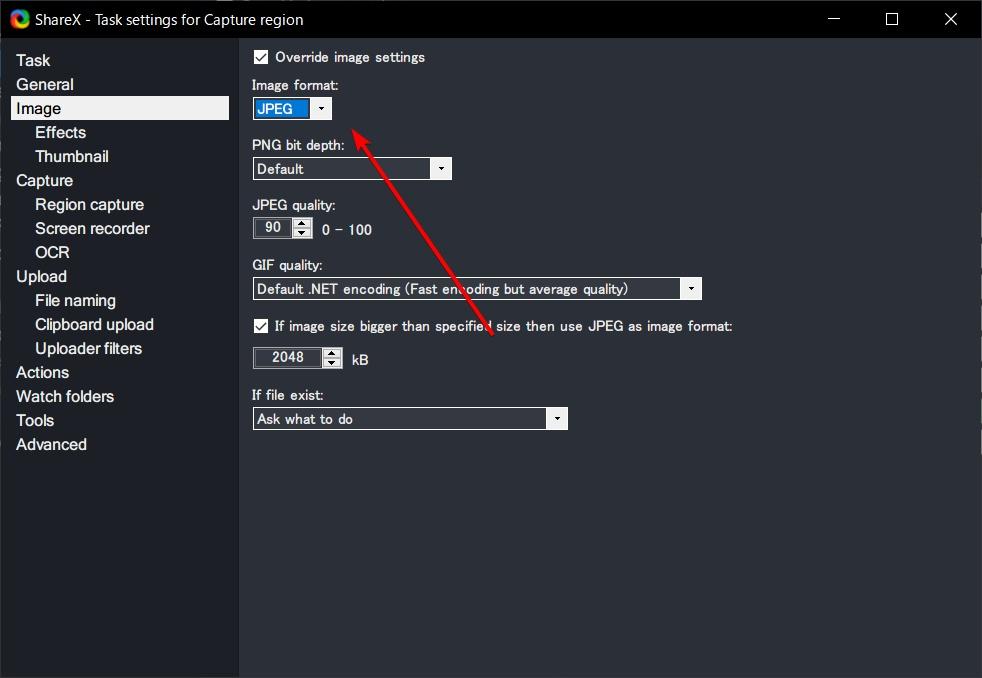 ShareX - Task settings for Capture region
Task
General
Image
Effects
Thumbnail
Capture
Region capture
Screen recorder
OCR
Upload
File naming
Clipboard upload
Uploader filters
Actions
Watch folders
Tools
Advanced
Override image settings
Image format:
JPEG
PNG bit depth:
Default
JPEG quality:
90 0 - 100
GIF quality:
Default .NET encoding (Fast encoding but average quality)
If image size bigger than specified size then use JPEG as image format:
2048 kB
If file exist:
Ask what to do